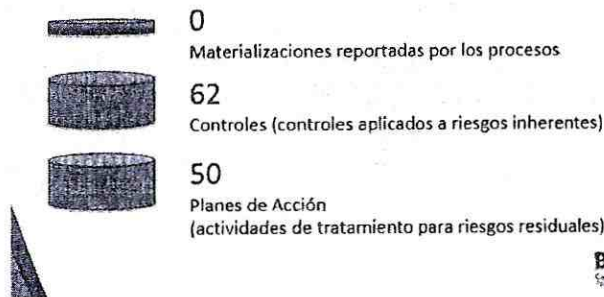 0
Materializaciones reportadas por los procesos
62
Controles (controles aplicados a riesgos inherentes)
50
Planes de Acción
(actividades de tratamiento para riesgos residuales)